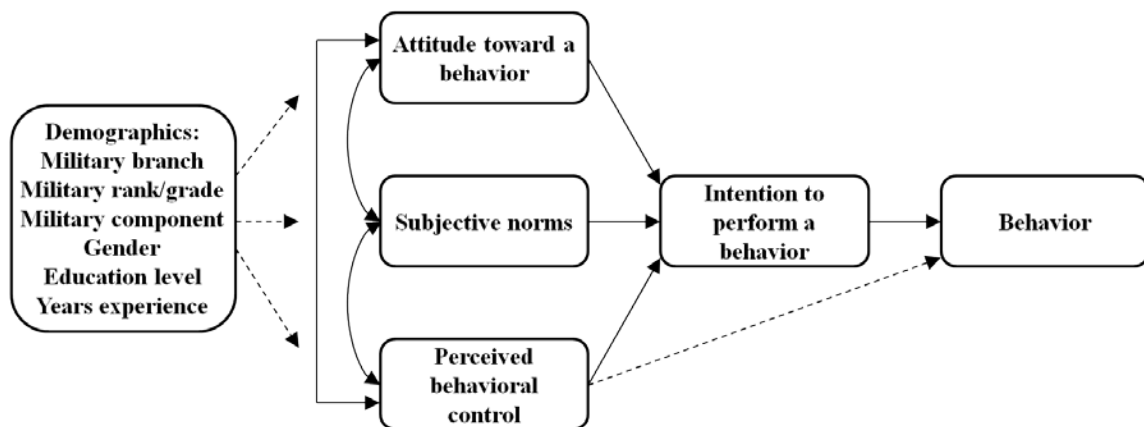 Demographics:
Military branch
Military rank/grade
Military component
Gender
Education level
Years experience
Attitude toward a
behavior
Subjective norms
Perceived
behavioral
control
Intention to
perform a
behavior
Behavior